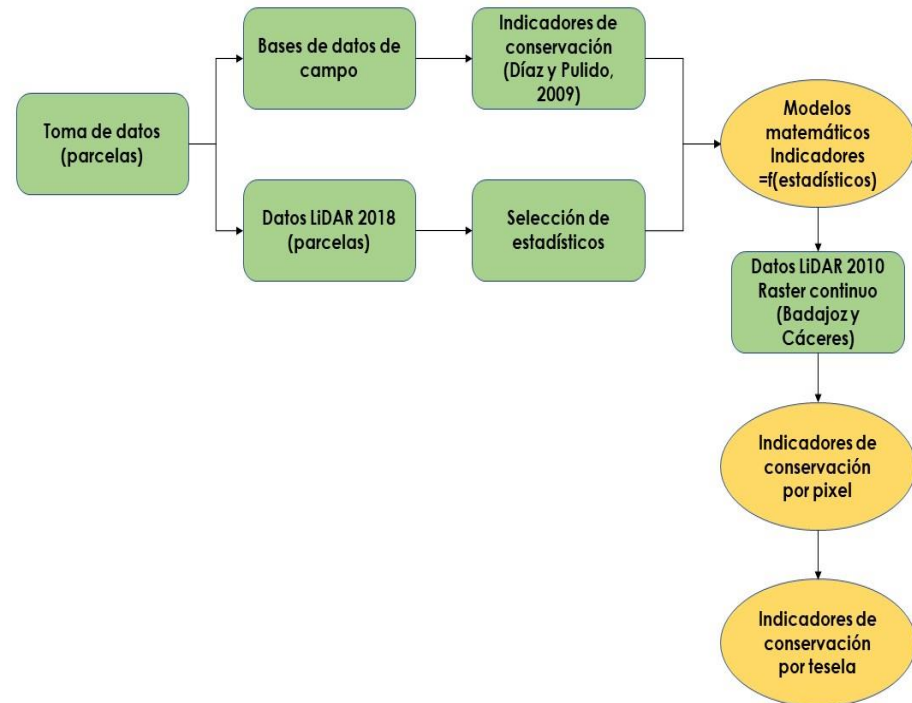 Toma de datos
(parcelas)
Bases de datos de
campo
Indicadores de
conservación
(Díaz y Pulido,
2009)
Datos LiDAR 2018
(parcelas)
Selección de
estadísticos
Modelos
matemáticos
Indicadores
=f(estadísticos)
Datos LiDAR 2010
Raster continuo
(Badajoz y
Cáceres)
Indicadores de
conservación
por pixel
Indicadores de
conservación
por tesela